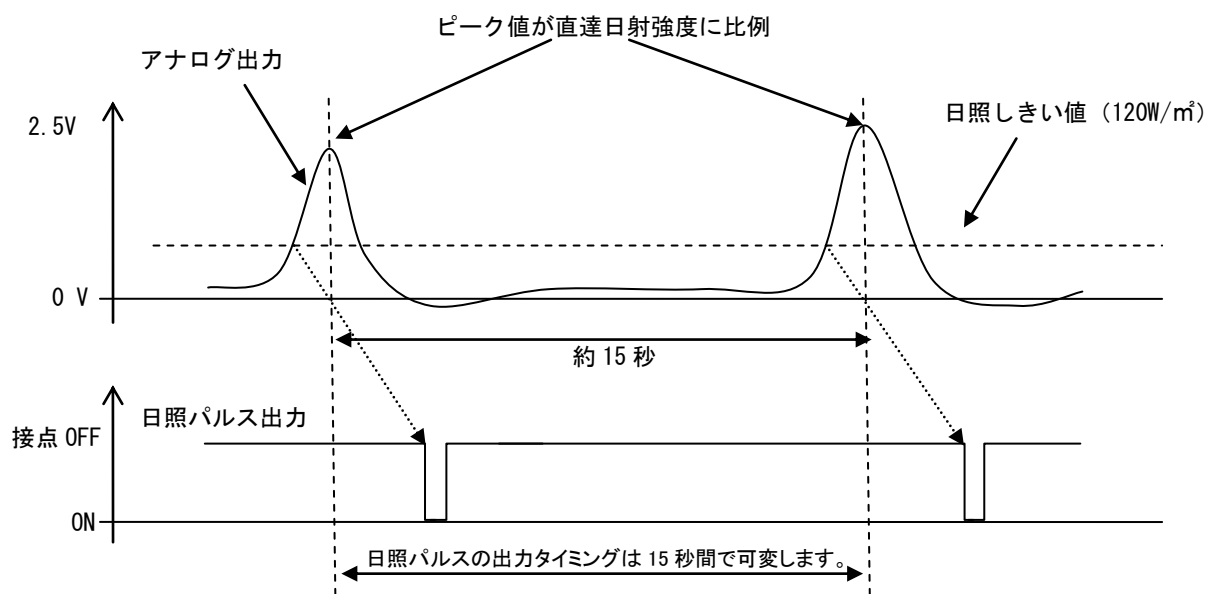 ピーク値が直達日射強度に比例
アナログ出力
日照しきい値（120W/㎡）
2.5V
0 V
約 15 秒
日照パルス出力
接点 OFF
ON
日照パルスの出力タイミングは 15 秒間で可変します。